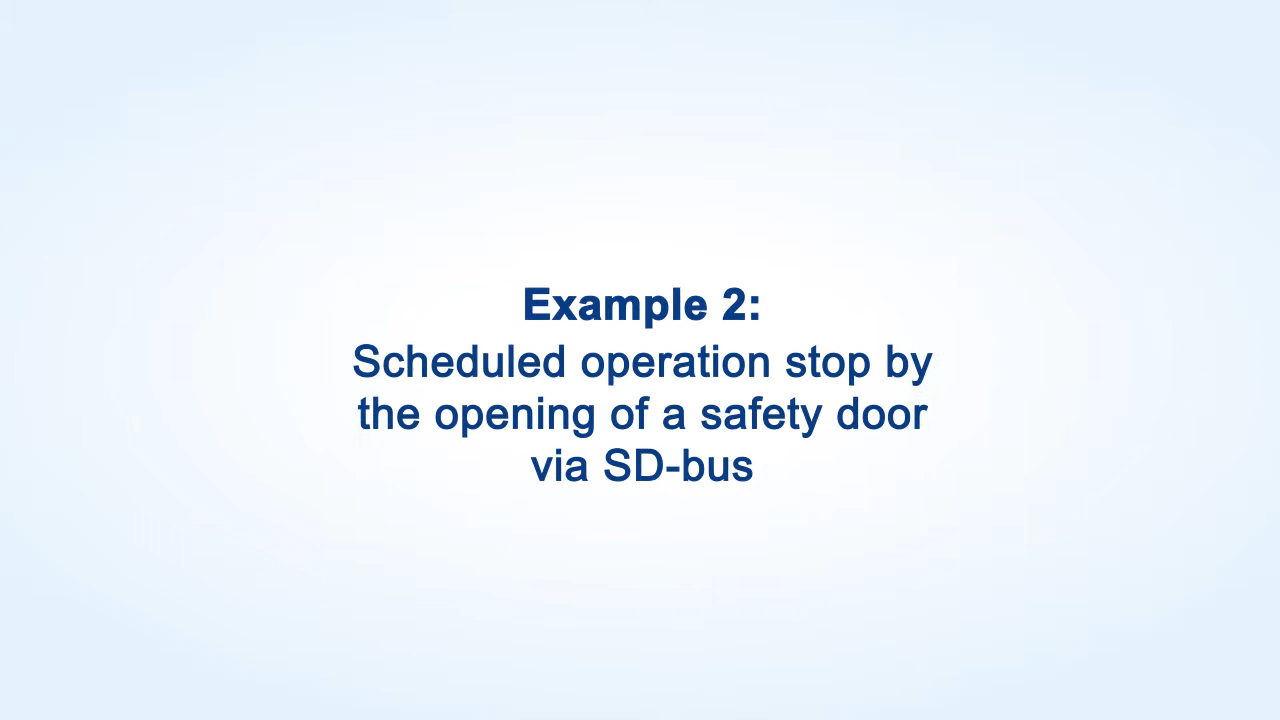 Example 2:
Scheduled operation stop by
the opening of a safety door
via SD-bus